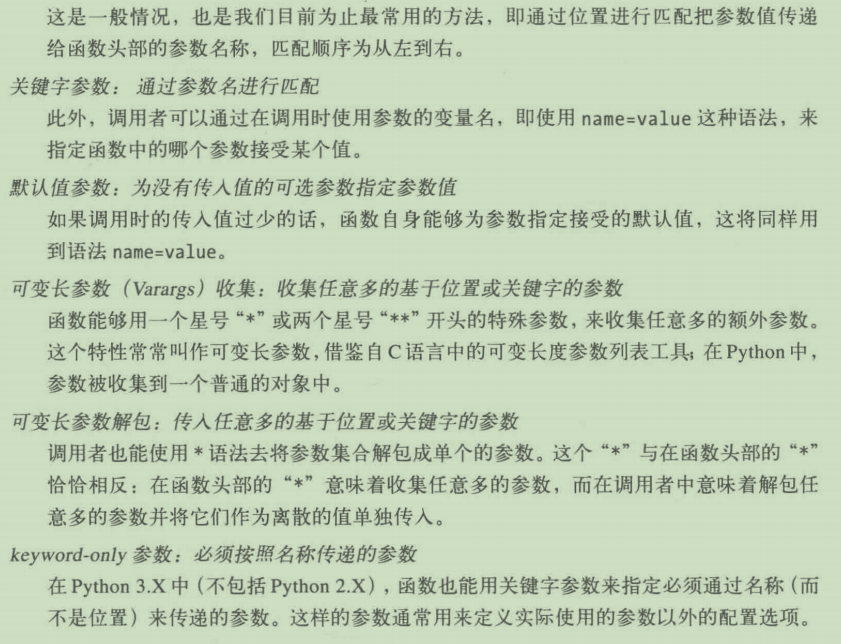 这是一般情况，也是我们目前为止最常用的方法，即通过位置进行匹配把参数值传递
给函数头部的参数名称，匹配顺序为从左到右。
关键字参数：通过参数名进行匹配
此外，调用者可以通过在调用时使用参数的变量名，即使用 name=value 这种语法，来
指定函数中的哪个参数接受某个值。
默认值参数：为没有传入值的可选参数指定参数值
如果调用时的传入值过少的话，函数自身能够为参数指定接受的默认值，这将同样用
到语法 name=value。
可变长参数（Varargs）收集：收集任意多的基于位置或关键字的参数
函数能够用一个星号“*”或两个星号“**”开头的特殊参数，来收集任意多的额外参数。
这个特性常常叫作可变长参数，借鉴自 C 语言中的可变长度参数列表工具；在 Python 中，
参数被收集到一个普通的对象中。
可变长参数解包：传入任意多的基于位置或关键字的参数
调用者也能使用 * 语法去将参数集合解包成单个的参数。这个“*”与在函数头部的“*”
恰恰相反：在函数头部的“*”意味着收集任意多的参数，而在调用者中意味着解包任
意多的参数并将它们作为离散的值单独传入。
keyword-only 参数：必须按照名称传递的参数
在 Python 3.X 中（不包括 Python 2.X），函数也能用关键字参数来指定必须通过名称（而
不是位置）来传递的参数。这样的参数通常用来定义实际使用的参数以外的配置选项。